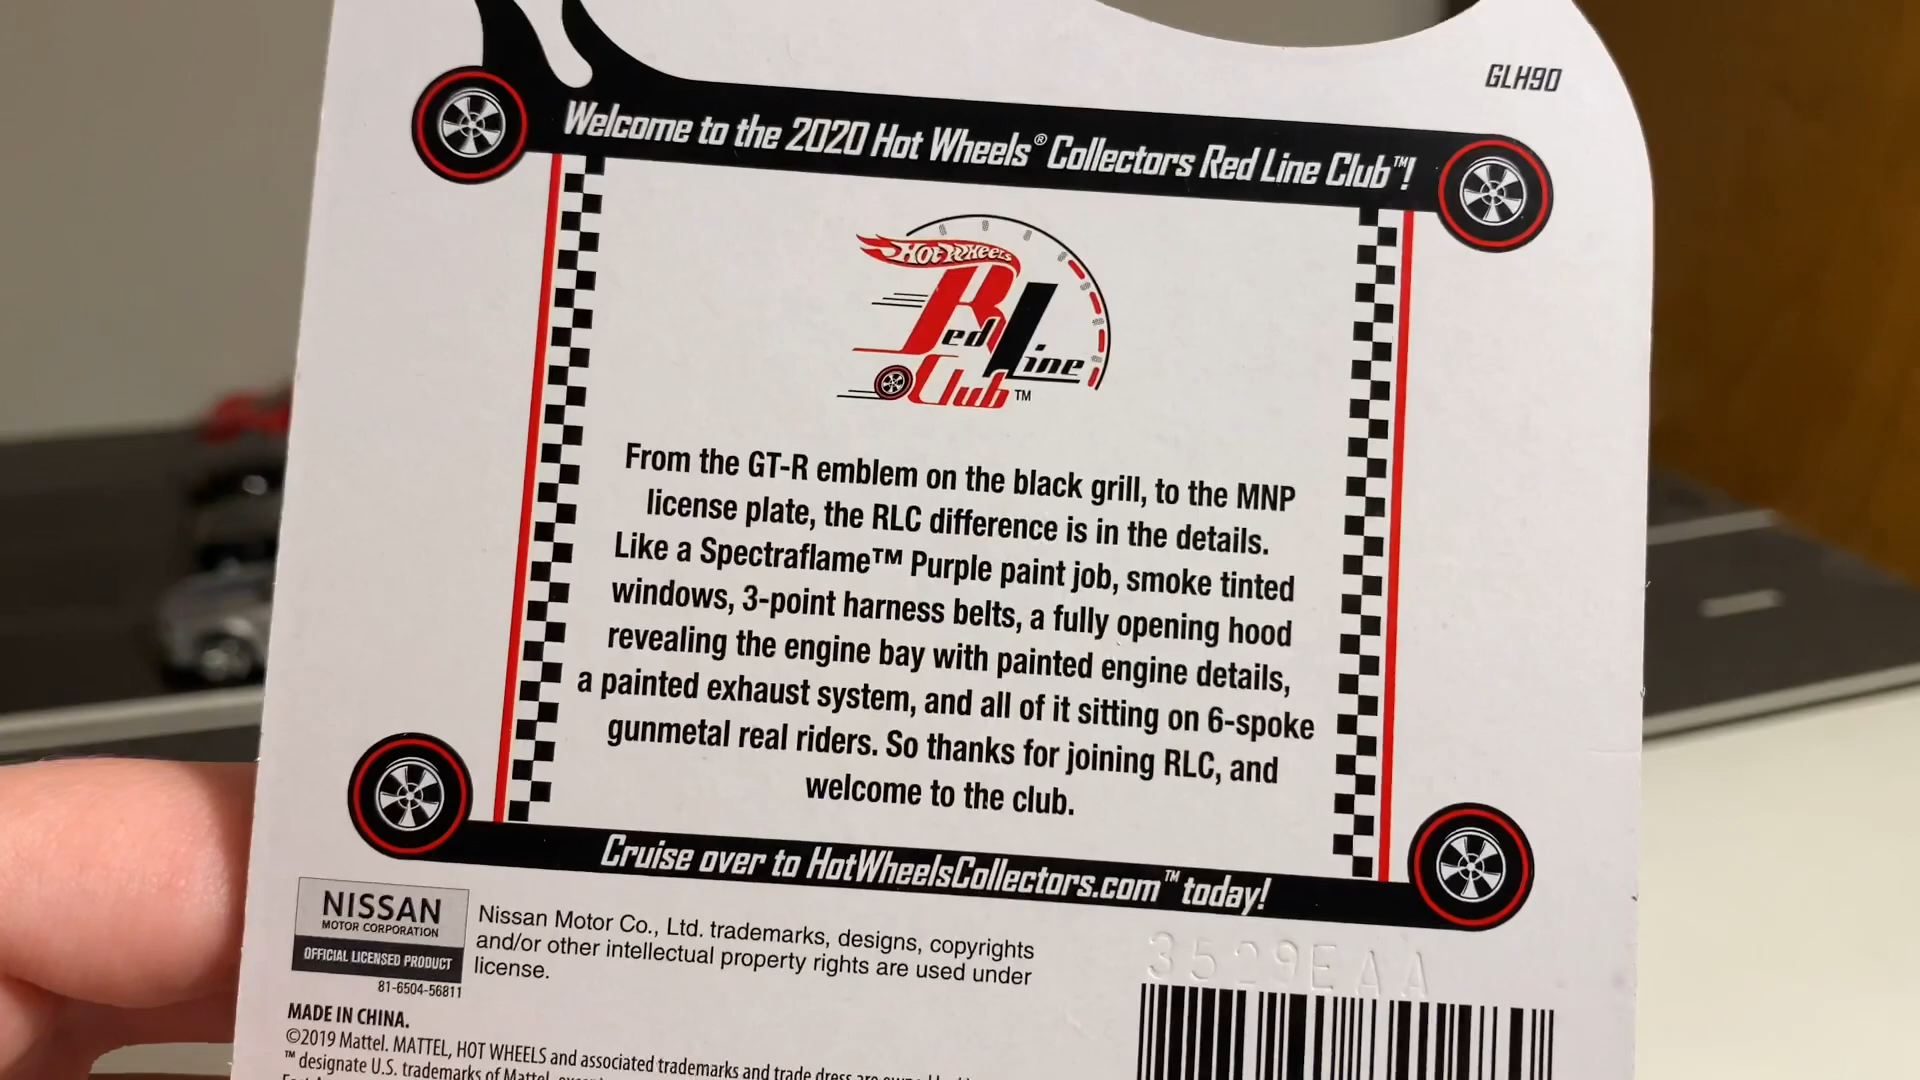 GLH90
Welcome to the 2020 Hot Wheels® Collectors Red Line Club™!
Hot Wheels
Red Line
Club™
From the GT-R emblem on the black grill, to the MNP
license plate, the RLC difference is in the details.
Like a Spectraflame™ Purple paint job, smoke tinted
windows, 3-point harness belts, a fully opening hood
revealing the engine bay with painted engine details,
a painted exhaust system, and all of it sitting on 6-spoke
gunmetal real riders. So thanks for joining RLC, and
welcome to the club.
Cruise over to HotWheelsCollectors.com™ today!
NISSAN
MOTOR CORPORATION
OFFICIAL LICENSED PRODUCT
81-6504-56811
Nissan Motor Co., Ltd. trademarks, designs, copyrights
and/or other intellectual property rights are used under
license.
MADE IN CHINA.
©2019 Mattel. MATTEL, HOT WHEELS and associated trademarks and trade dress are
™ designate U.S. trademarks of Mattel,